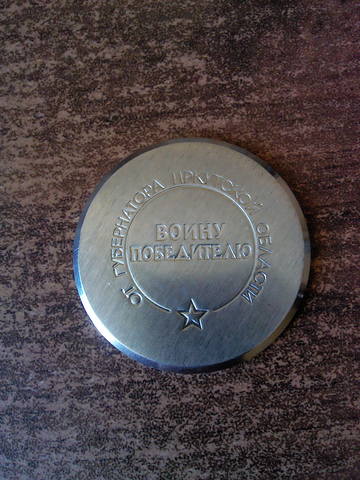 ОТ ГУБЕРНАТОРА ИРКУТСКОЙ ОБЛАСТИ
ВОИНУ
ПОБЕДИТЕЛЮ